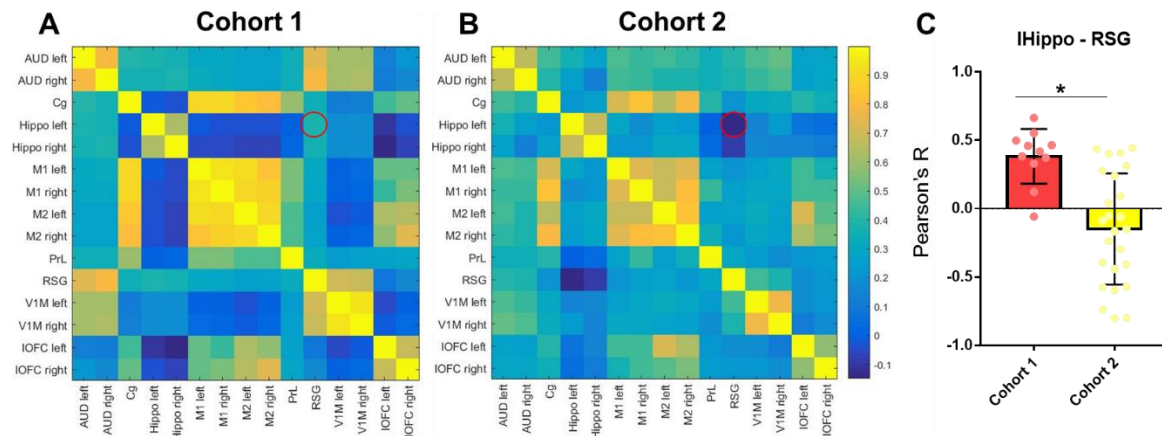 A
Cohort 1
AUD left
AUD right
Cg
Hippo left
Hippo right
M1 left
M1 right
M2 left
M2 right
PrL
RSG
V1M left
V1M right
lOFC left
lOFC right
AUD left
AUD right
Cg
Hippo left
Hippo right
M1 left
M1 right
M2 left
M2 right
PrL
RSG
V1M left
V1M right
lOFC left
lOFC right
B
Cohort 2
AUD left
AUD right
Cg
Hippo left
Hippo right
M1 left
M1 right
M2 left
M2 right
PrL
RSG
V1M left
V1M right
lOFC left
lOFC right
AUD left
AUD right
Cg
Hippo left
Hippo right
M1 left
M1 right
M2 left
M2 right
PrL
RSG
V1M left
V1M right
lOFC left
lOFC right
0.9
0.8
0.7
0.6
0.5
0.4
0.3
0.2
0.1
0
-0.1
C
lHippo - RSG
Pearson's R
1.0
0.5
0.0
-0.5
-1.0
*
Cohort 1
Cohort 2